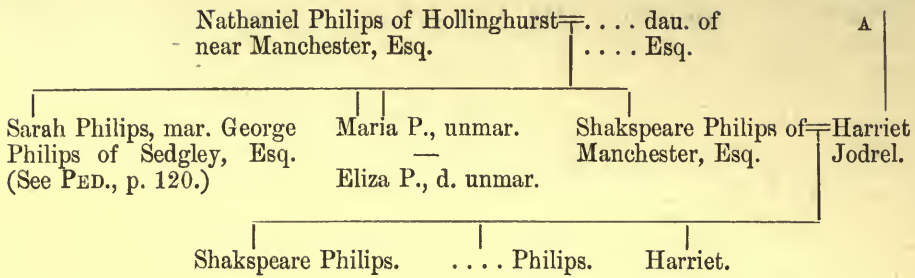 Nathaniel Philips of Hollinghurst╤. . . . dau. of A
near Manchester, Esq. . . . . Esq.
Sarah Philips, mar. George Maria P., unmar. Shakspeare Philips of╤Harriet
Philips of Sedgley, Esq. — Manchester, Esq. Jodrel.
(See PED., p. 120.) Eliza P., d. unmar.
Shakspeare Philips. . . . . Philips. Harriet.